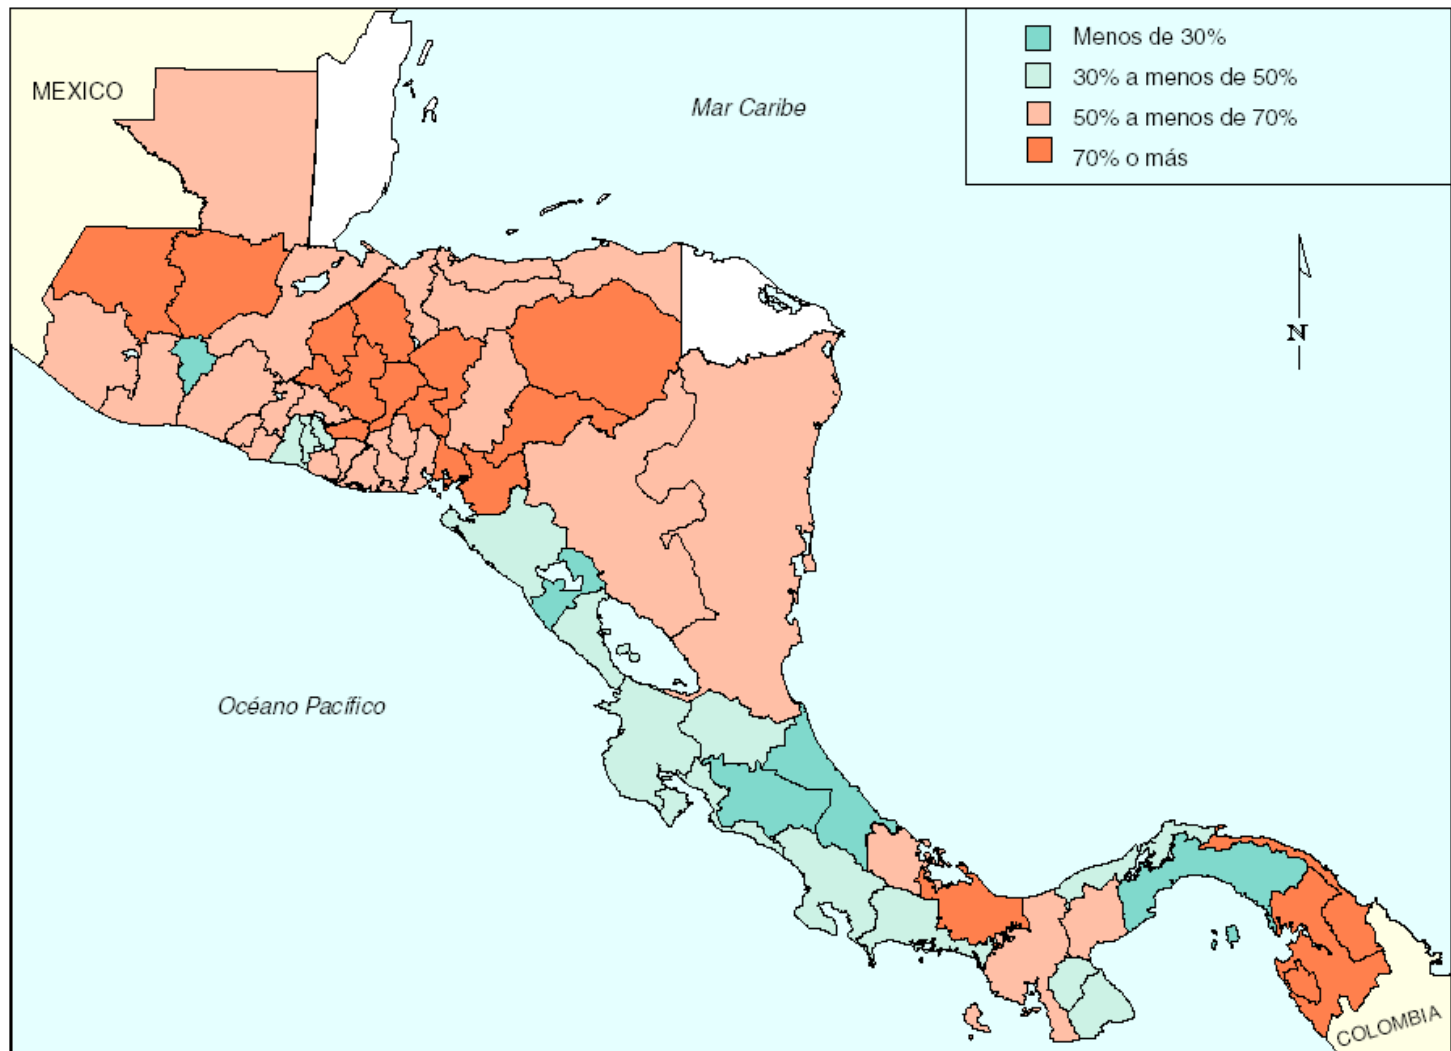 Menos de 30%
30% a menos de 50%
50% a menos de 70%
70% o más
MEXICO
Mar Caribe
N
Océano Pacífico
COLOMBIA